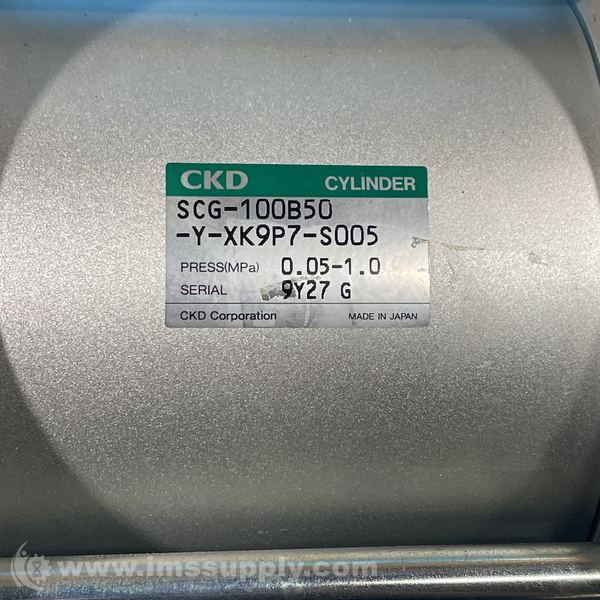 CKD CYLINDER
SCG-100B50
-Y-XK9P7-S005
PRESS(MPa) 0.05-1.0
SERIAL 9Y27 G
CKD Corporation MADE IN JAPAN
www.imssupply.com